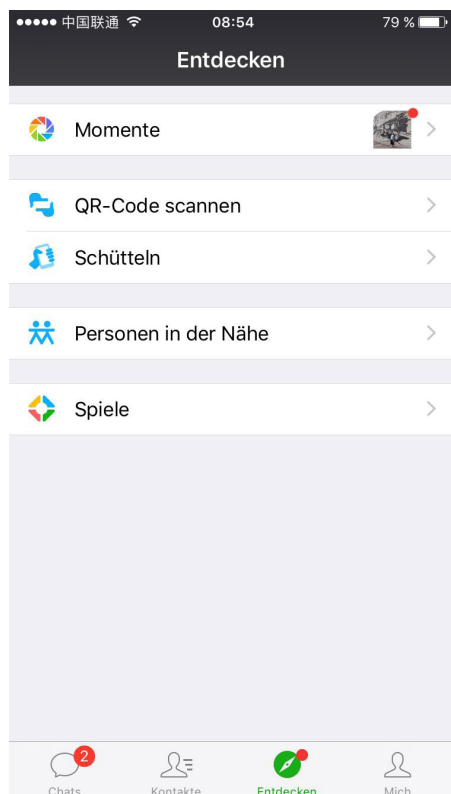 中国联通 08:54 79 %
Entdecken
Momente
QR-Code scannen
Schütteln
Personen in der Nähe
Spiele
2
Chats Kontakte Entdecken Mich